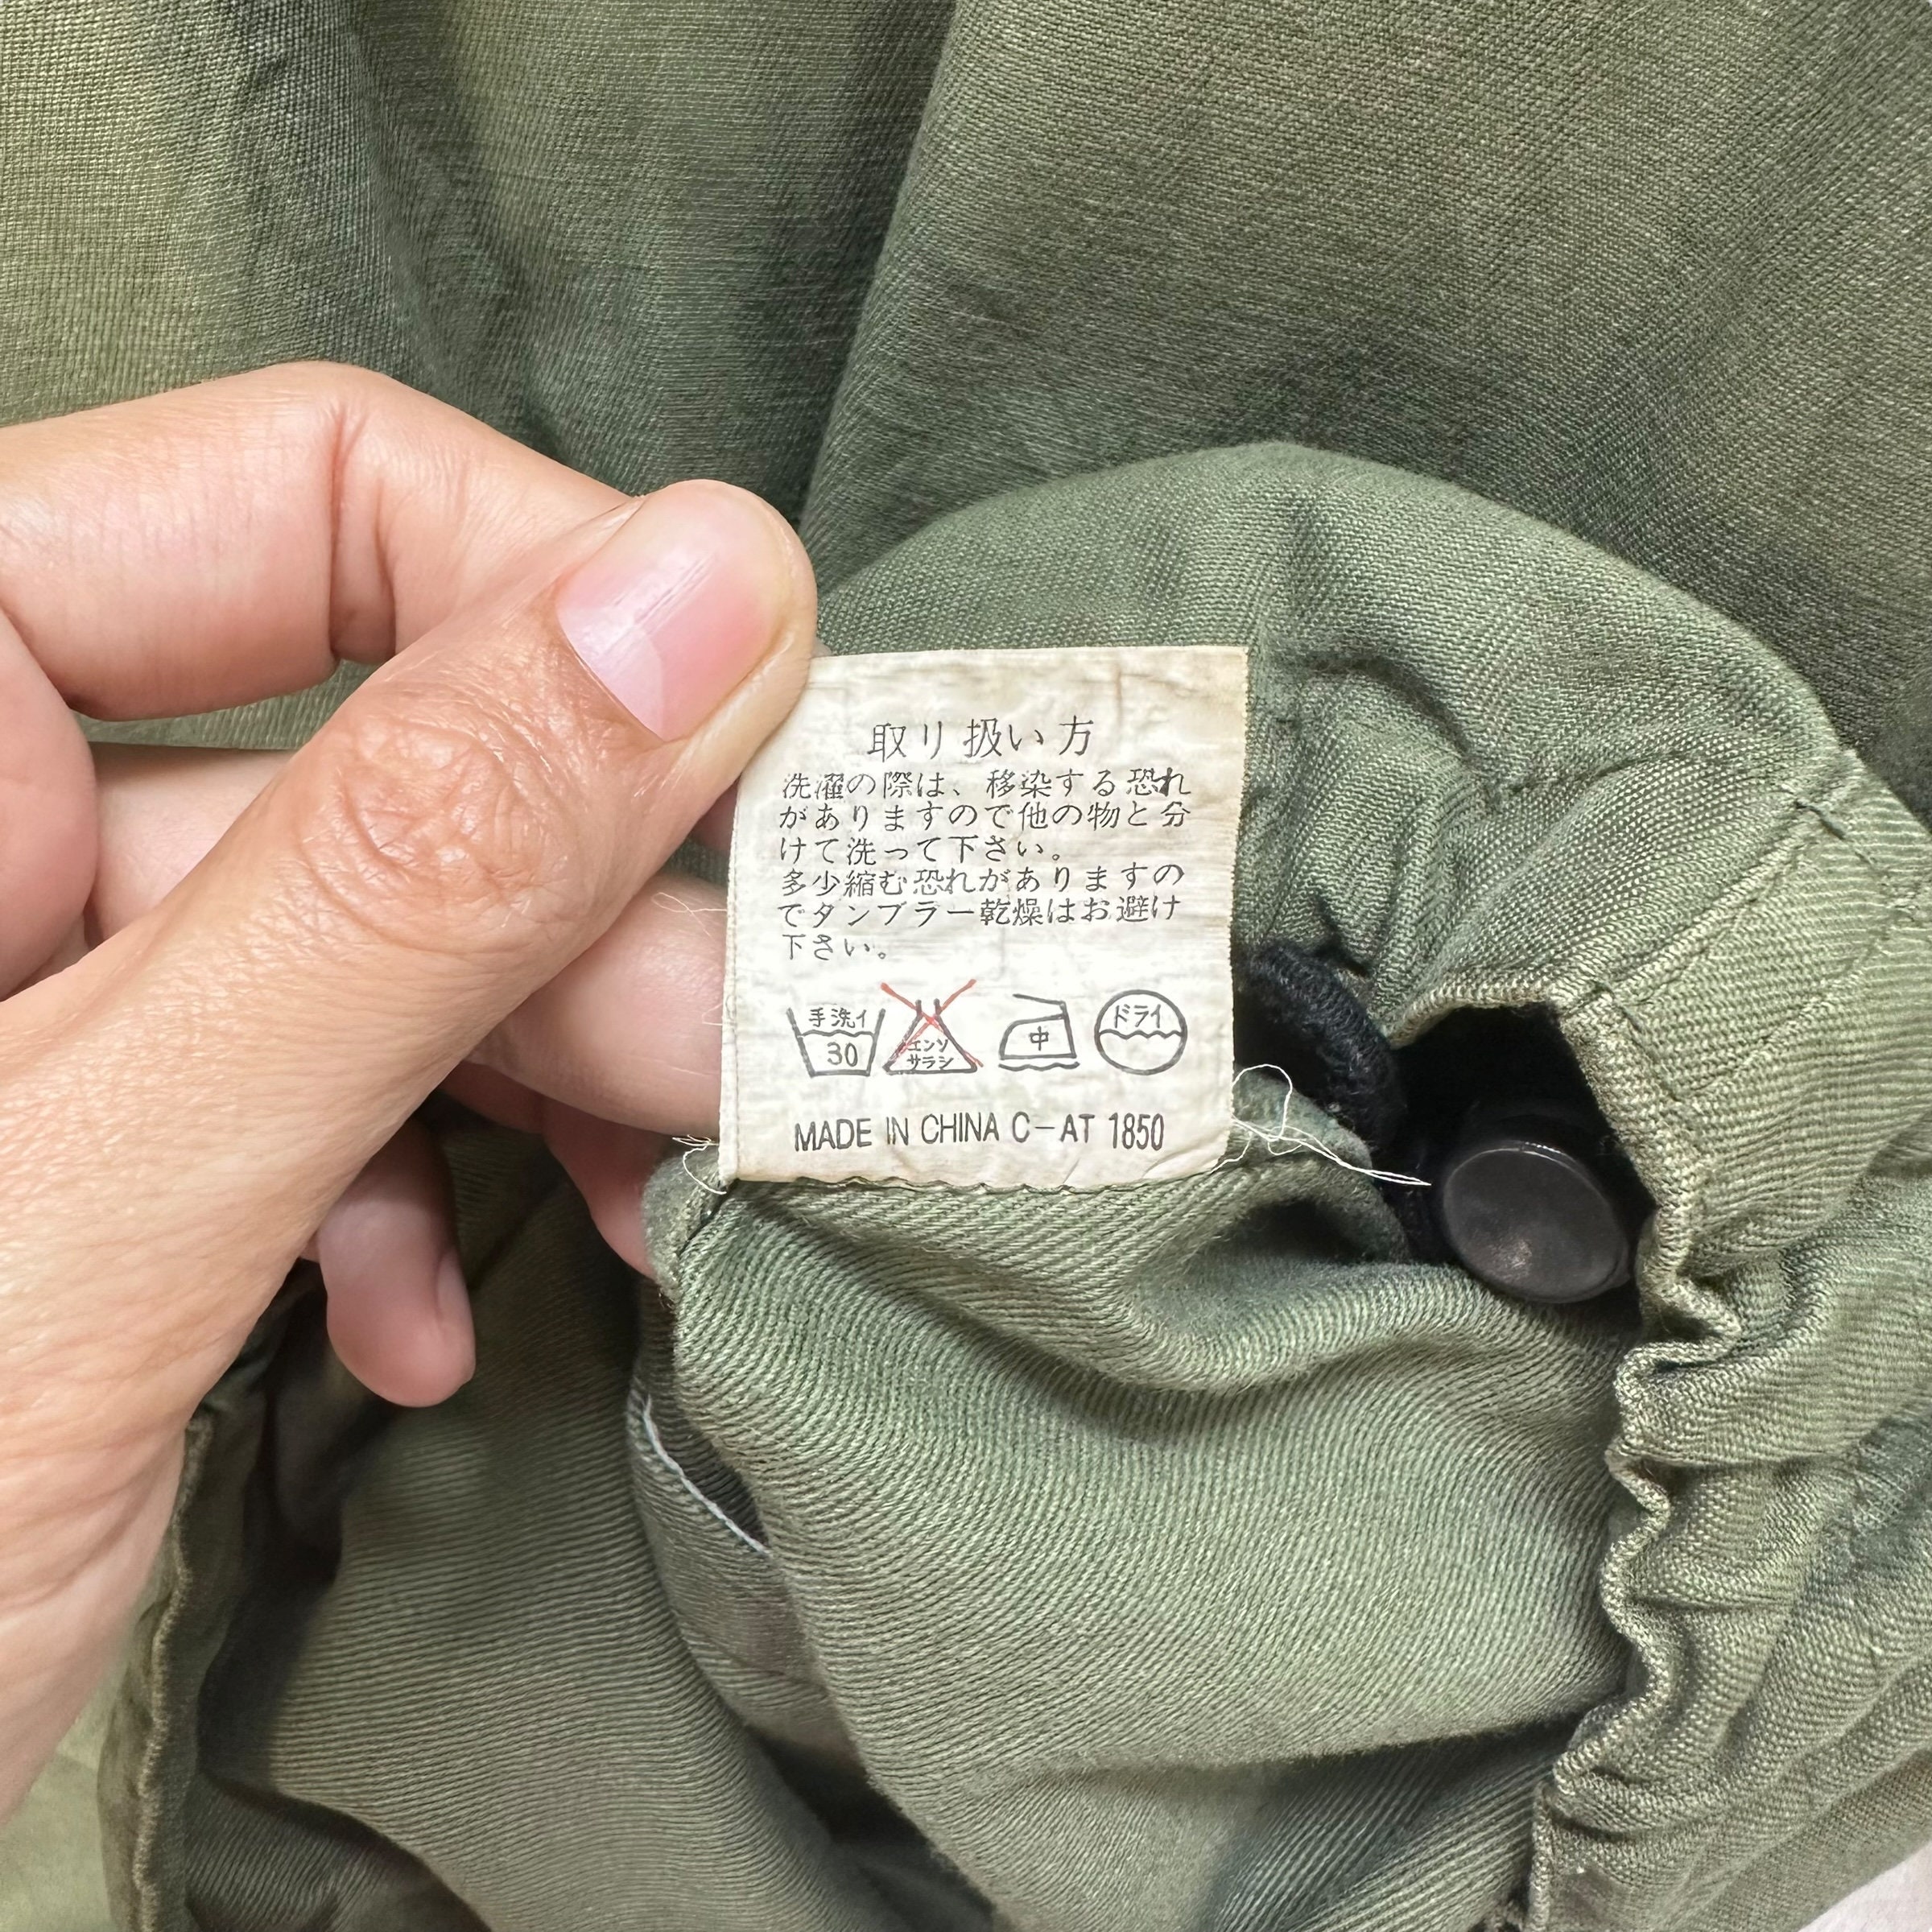 取り扱い方
洗濯の際は、移染する恐れ
がありますので他の物と分
けて洗って下さい。
多少縮む恐れがありますの
でタンブラー乾燥はお避け
下さい。
手洗イ
30
エンソ
サラシ
中
ドライ
MADE IN CHINA C-AT 1850